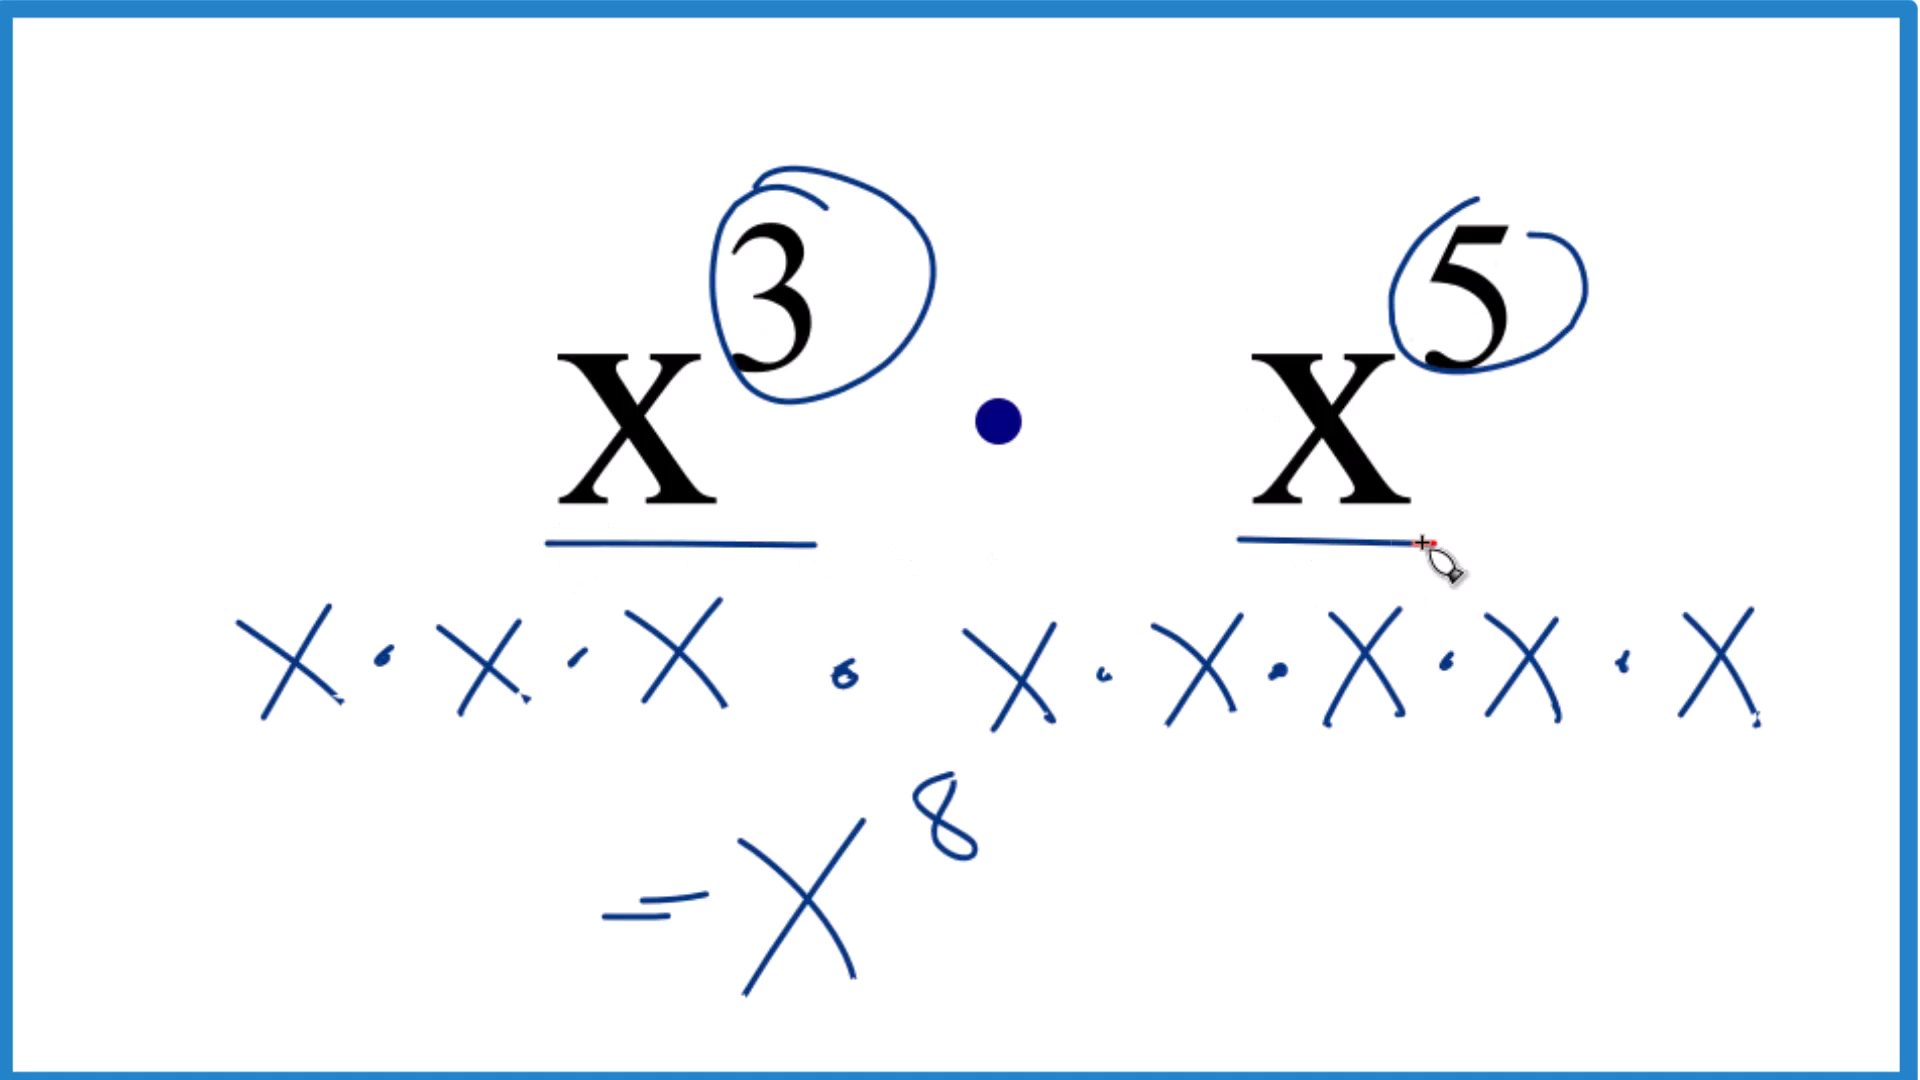 x³ • x⁵
x · x · x · x · x · x · x · x
= x⁸